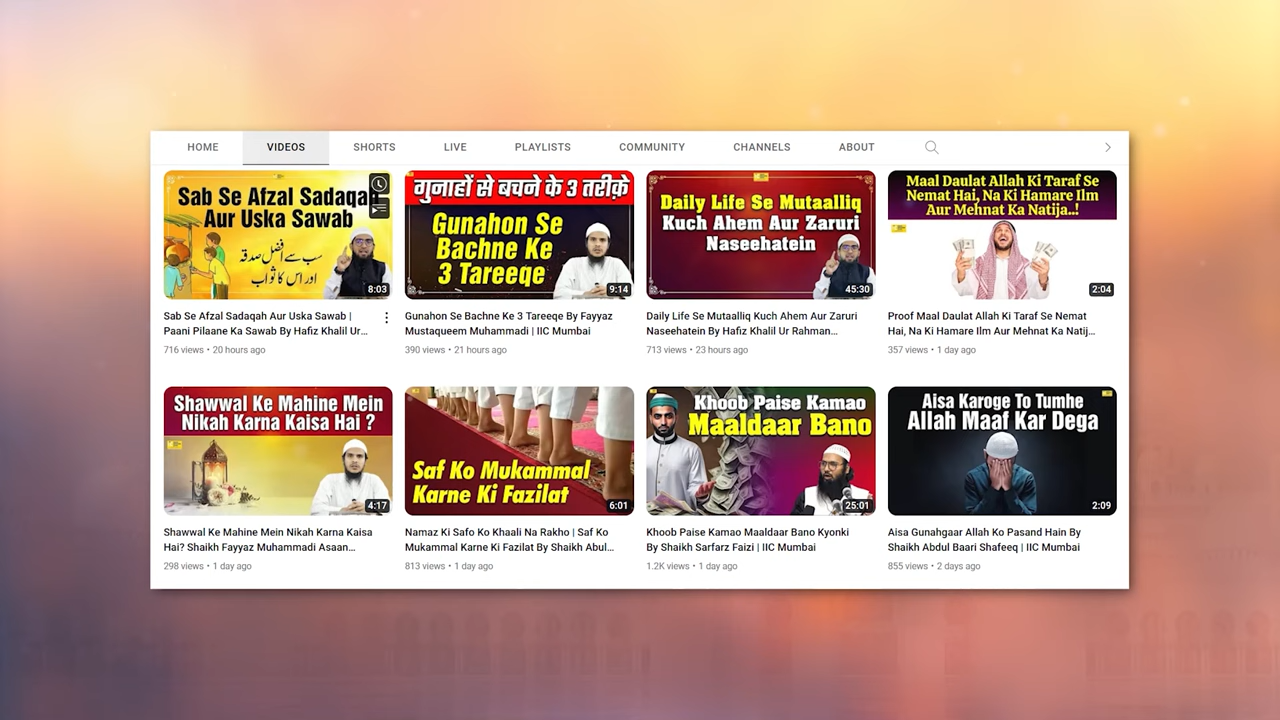 HOME VIDEOS SHORTS LIVE PLAYLISTS COMMUNITY CHANNELS ABOUT
Sab Se Afzal Sadaqah
Aur Uska Sawab
سب سے افضل صدقہ
اور اس کا ثواب
8:03
Sab Se Afzal Sadaqah Aur Uska Sawab |
Paani Pilaane Ka Sawab By Hafiz Khalil Ur...
716 views • 20 hours ago
गुनाहों से बचने के 3 तरीक़े
Gunahon Se
Bachne Ke
3 Tareeqe
9:14
Gunahon Se Bachne Ke 3 Tareeqe By Fayyaz
Mustaqueem Muhammadi | IIC Mumbai
390 views • 21 hours ago
Daily Life Se Mutaalliq
Kuch Ahem Aur Zaruri
Naseehatein
45:30
Daily Life Se Mutaalliq Kuch Ahem Aur Zaruri
Naseehatein By Hafiz Khalil Ur Rahman...
713 views • 23 hours ago
Maal Daulat Allah Ki Taraf Se
Nemat Hai, Na Ki Hamare Ilm
Aur Mehnat Ka Natija..!
2:04
Proof Maal Daulat Allah Ki Taraf Se Nemat
Hai, Na Ki Hamare Ilm Aur Mehnat Ka Natij...
357 views • 1 day ago
Shawwal Ke Mahine Mein
Nikah Karna Kaisa Hai ?
4:17
Shawwal Ke Mahine Mein Nikah Karna Kaisa
Hai? Shaikh Fayyaz Muhammadi Asaan...
298 views • 1 day ago
Saf Ko Mukammal
Karne Ki Fazilat
6:01
Namaz Ki Safo Ko Khaali Na Rakho | Saf Ko
Mukammal Karne Ki Fazilat By Shaikh Abul...
813 views • 1 day ago
Khoob Paise Kamao
Maaldaar Bano
25:01
Khoob Paise Kamao Maaldaar Bano Kyonki
By Shaikh Sarfarz Faizi | IIC Mumbai
1.2K views • 1 day ago
Aisa Karoge To Tumhe
Allah Maaf Kar Dega
2:09
Aisa Gunahgaar Allah Ko Pasand Hain By
Shaikh Abdul Baari Shafeeq | IIC Mumbai
855 views • 2 days ago